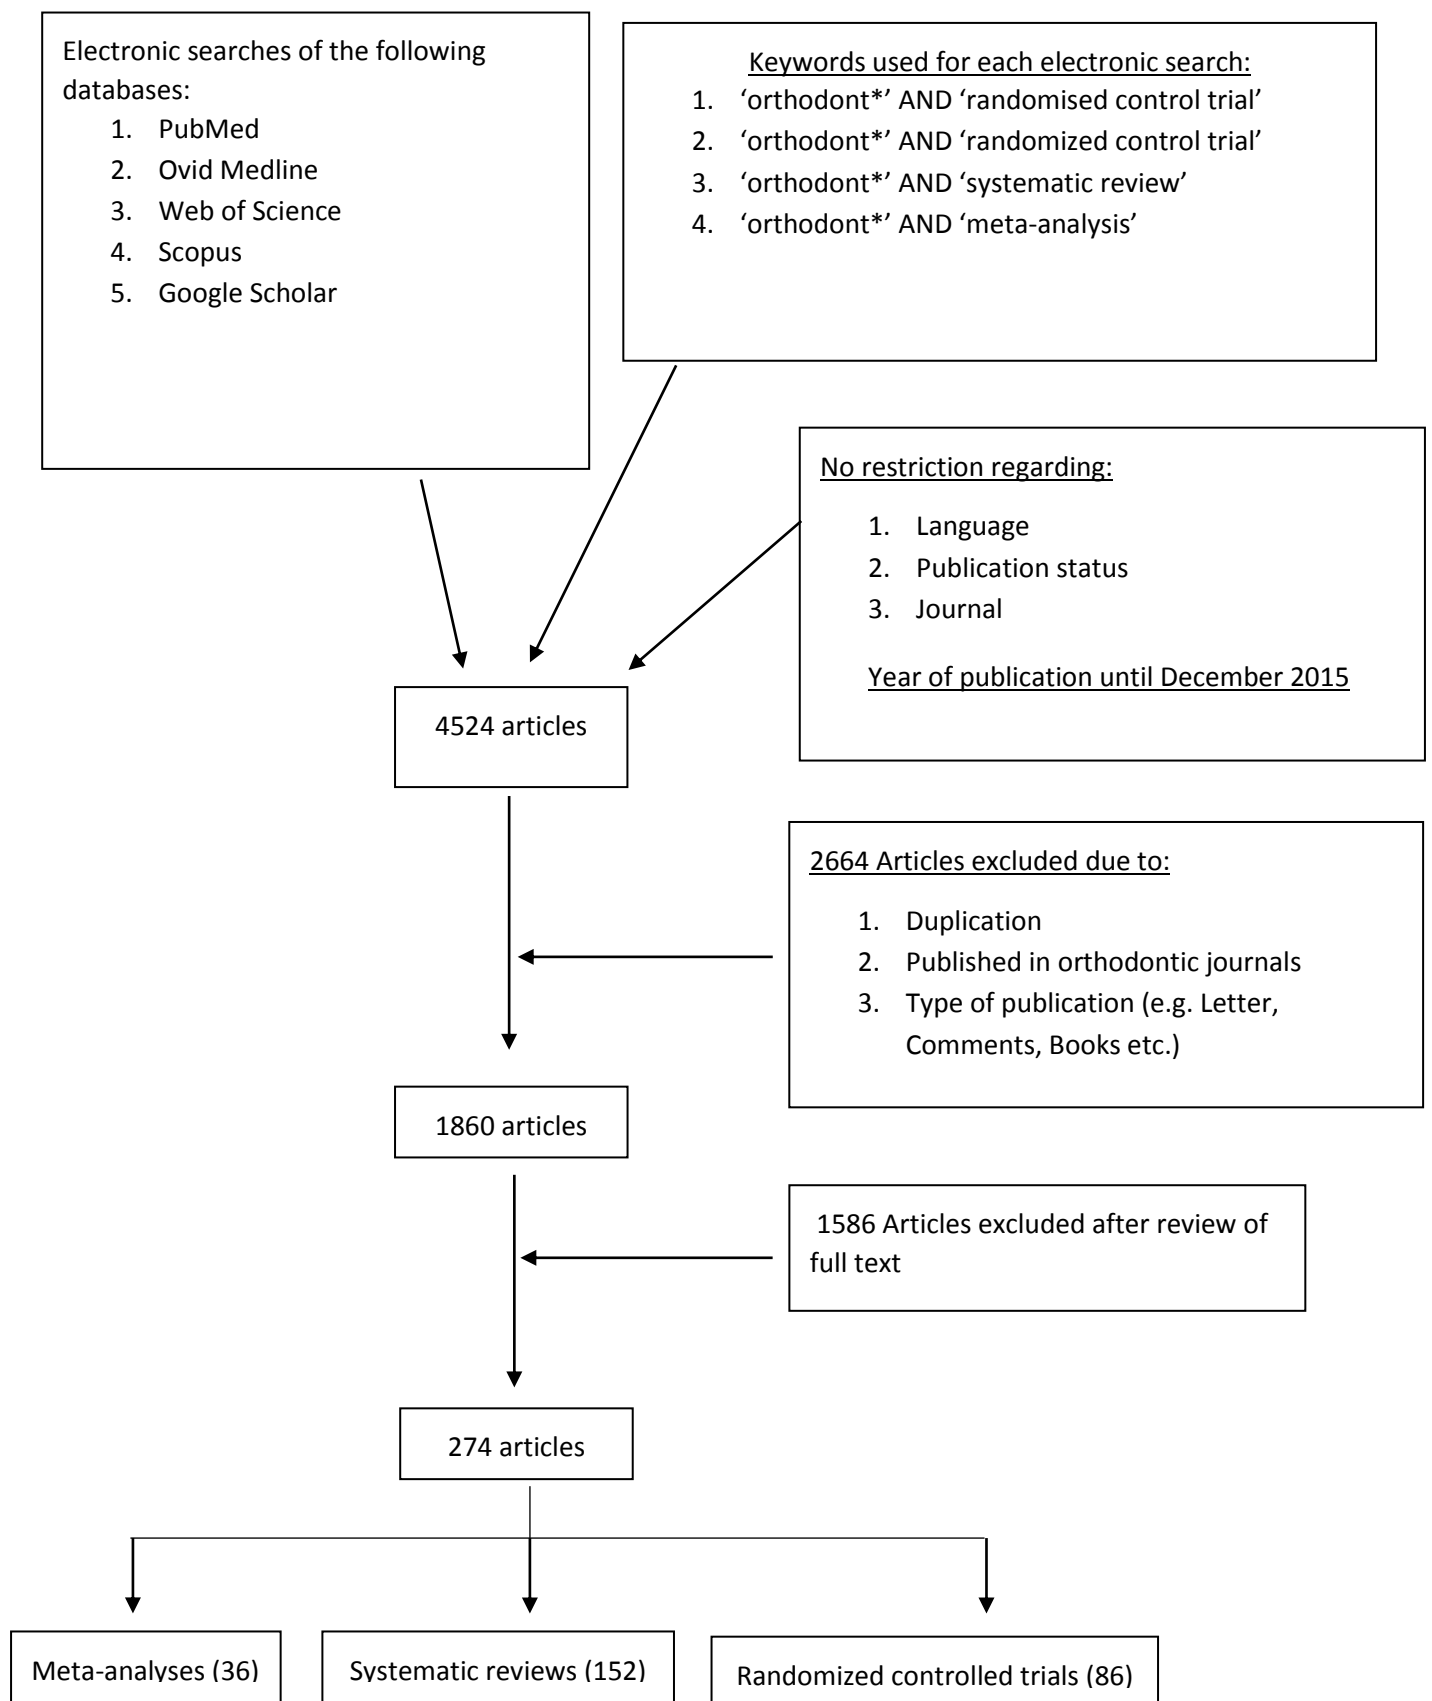 Electronic searches of the following
databases:
1. PubMed
2. Ovid Medline
3. Web of Science
4. Scopus
5. Google Scholar
Keywords used for each electronic search:
1. ‘orthodont*’ AND ‘randomised control trial’
2. ‘orthodont*’ AND ‘randomized control trial’
3. ‘orthodont*’ AND ‘systematic review’
4. ‘orthodont*’ AND ‘meta-analysis’
No restriction regarding:
1. Language
2. Publication status
3. Journal
Year of publication until December 2015
4524 articles
2664 Articles excluded due to:
1. Duplication
2. Published in orthodontic journals
3. Type of publication (e.g. Letter,
Comments, Books etc.)
1860 articles
1586 Articles excluded after review of
full text
274 articles
Meta-analyses (36)
Systematic reviews (152)
Randomized controlled trials (86)